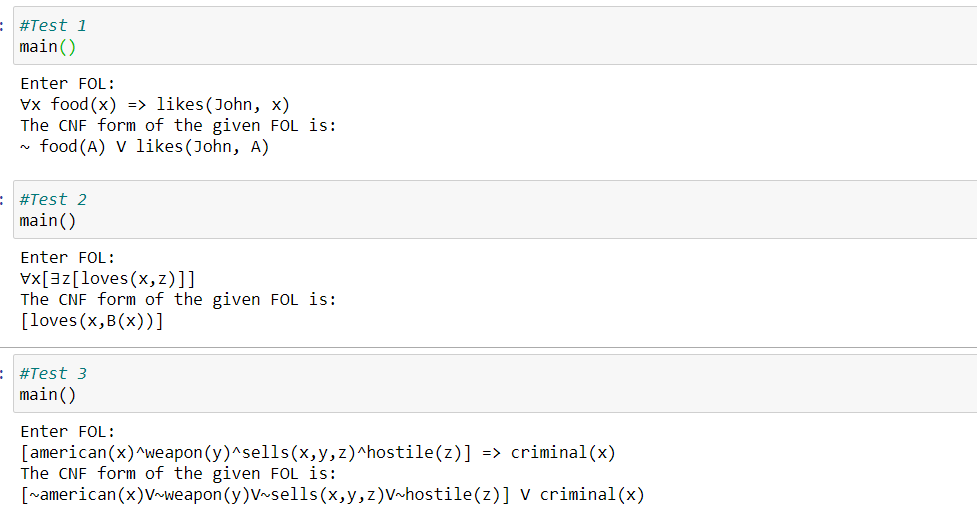 : #Test 1
main()
Enter FOL:
∀x food(x) => likes(John, x)
The CNF form of the given FOL is:
~ food(A) V likes(John, A)
: #Test 2
main()
Enter FOL:
∀x[∃z[loves(x,z)]]
The CNF form of the given FOL is:
[loves(x,B(x))]
: #Test 3
main()
Enter FOL:
[american(x)^weapon(y)^sells(x,y,z)^hostile(z)] => criminal(x)
The CNF form of the given FOL is:
[~american(x)V~weapon(y)V~sells(x,y,z)V~hostile(z)] V criminal(x)